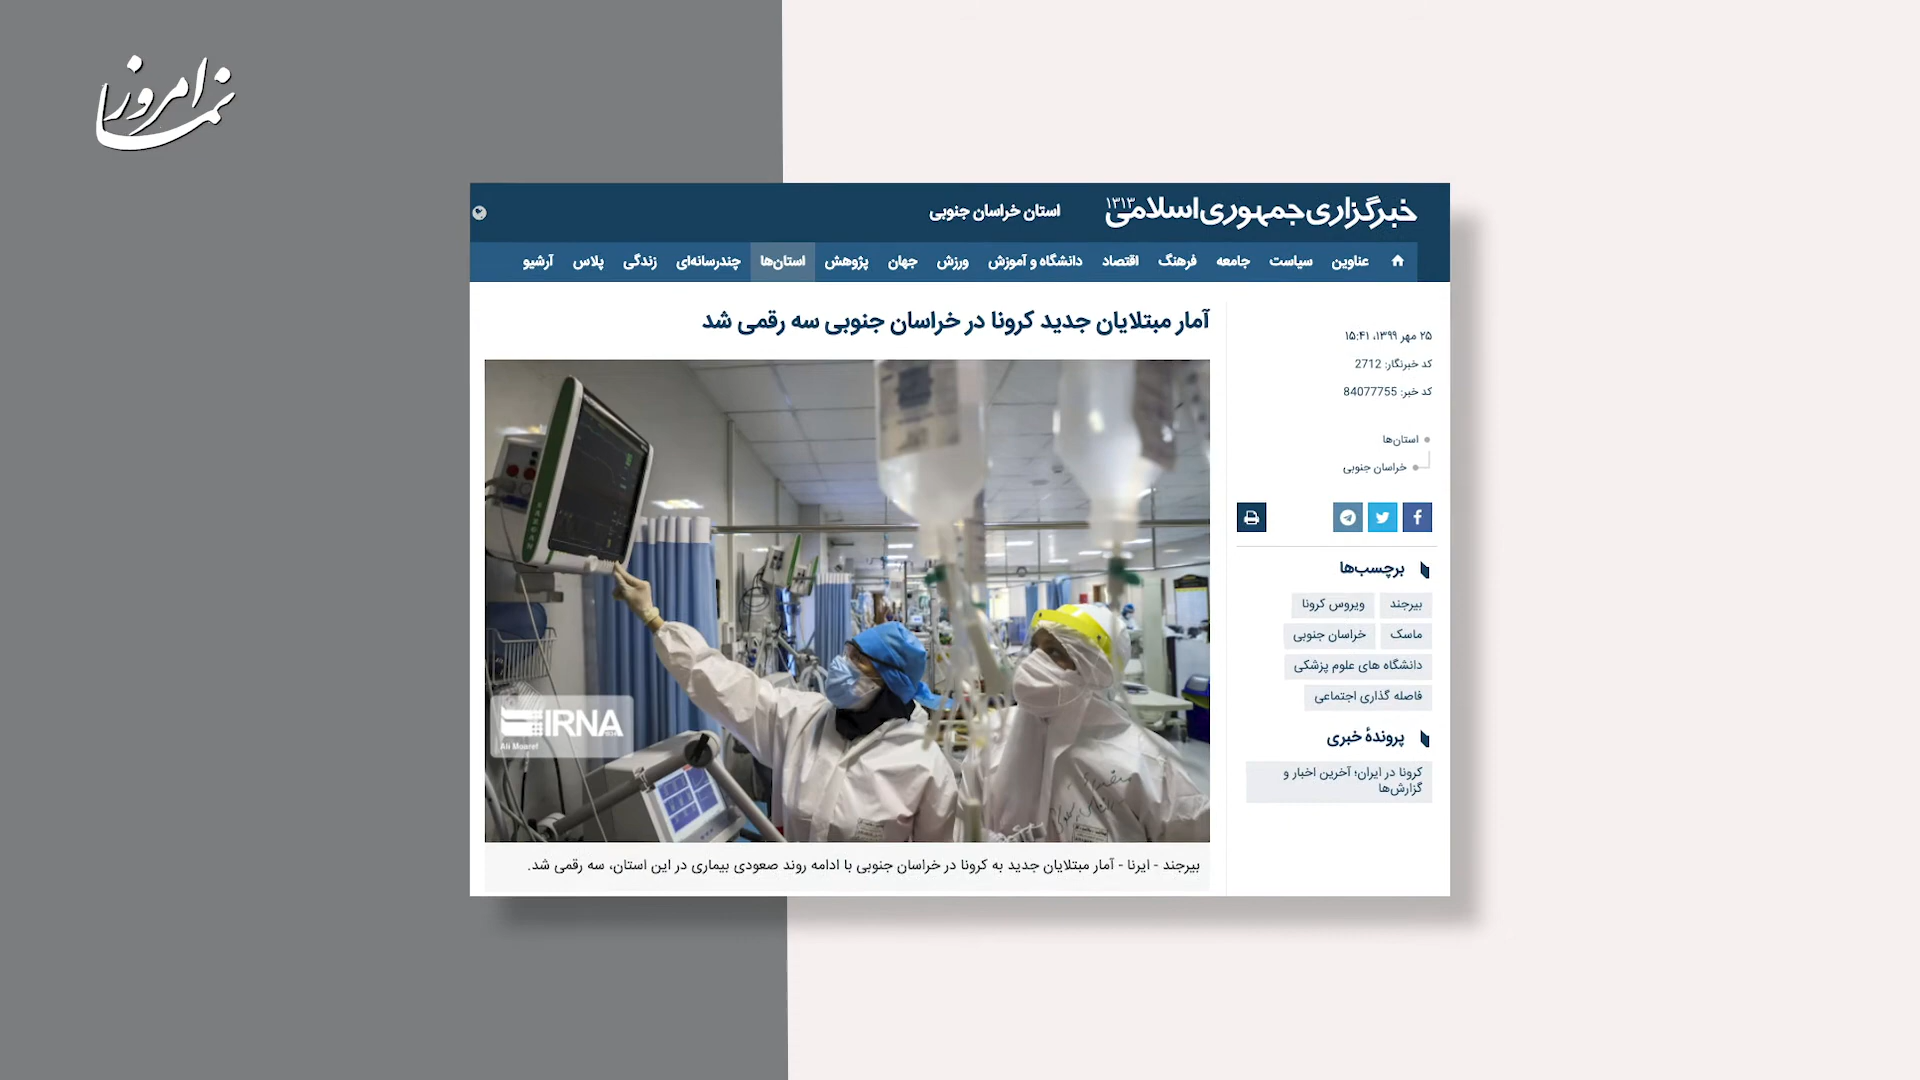 امروز نما
خبرگزاری جمهوری اسلامی ۱۳۱۳
استان خراسان جنوبی
عناوین سیاست جامعه فرهنگ اقتصاد دانشگاه و آموزش ورزش جهان پژوهش استان‌ها چندرسانه‌ای زندگی پلاس آرشیو
آمار مبتلایان جدید کرونا در خراسان جنوبی سه رقمی شد
IRNA
بیرجند - ایرنا - آمار مبتلایان جدید به کرونا در خراسان جنوبی با ادامه روند صعودی بیماری در این استان، سه رقمی شد.
۲۵ مهر ۱۳۹۹، ۱۵:۴۱
کد خبرنگار: 2712
کد خبر: 84077755
استان‌ها
خراسان جنوبی
برچسب‌ها
بیرجند ویروس کرونا
ماسک خراسان جنوبی
دانشگاه های علوم پزشکی
فاصله گذاری اجتماعی
پروندهٔ خبری
کرونا در ایران؛ آخرین اخبار و
گزارش‌ها